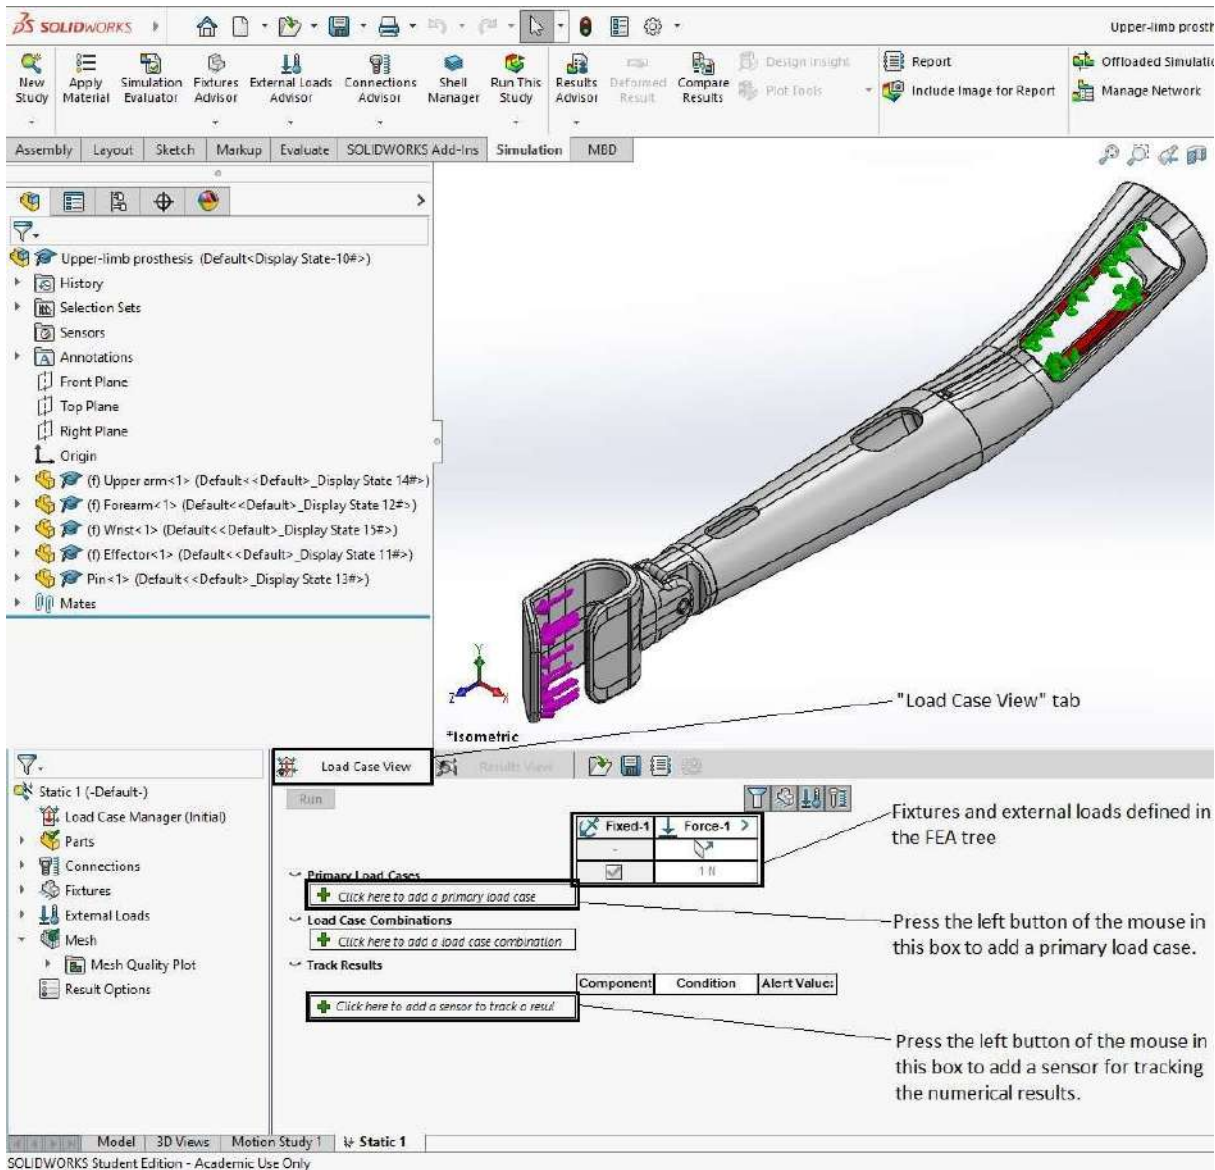 SOLIDWORKS
Upper-limb prosth
New Study
Apply Material
Simulation Evaluator
Fixtures Advisor
External Loads Advisor
Connections Advisor
Shell Manager
Run This Study
Results Advisor
Deformed Result
Compare Results
Design Insight
Plot Tools
Report
Include Image for Report
Offloaded Simulatio
Manage Network
Assembly Layout Sketch Markup Evaluate SOLIDWORKS Add-Ins Simulation MBD
Upper-limb prosthesis (Default<Display State-10#>)
History
Selection Sets
Sensors
Annotations
Front Plane
Top Plane
Right Plane
Origin
(f) Upper arm<1> (Default<<Default>_Display State 14#>)
(f) Forearm<1> (Default<<Default>_Display State 12#>)
(f) Wrist<1> (Default<<Default>_Display State 15#>)
(f) Effector<1> (Default<<Default>_Display State 11#>)
Pin<1> (Default<<Default>_Display State 13#>)
Mates
Y
Z X
*Isometric
"Load Case View" tab
Load Case View Results View
Static 1 (-Default-)
Load Case Manager (Initial)
Parts
Connections
Fixtures
External Loads
Mesh
Mesh Quality Plot
Result Options
Run
Fixed-1 Force-1
-
1 N
Primary Load Cases
Click here to add a primary load case
Load Case Combinations
Click here to add a load case combination
Track Results
Component Condition Alert Value:
Click here to add a sensor to track a resul
Fixtures and external loads defined in
the FEA tree
Press the left button of the mouse in
this box to add a primary load case.
Press the left button of the mouse in
this box to add a sensor for tracking
the numerical results.
Model 3D Views Motion Study 1 Static 1
SOLIDWORKS Student Edition - Academic Use Only